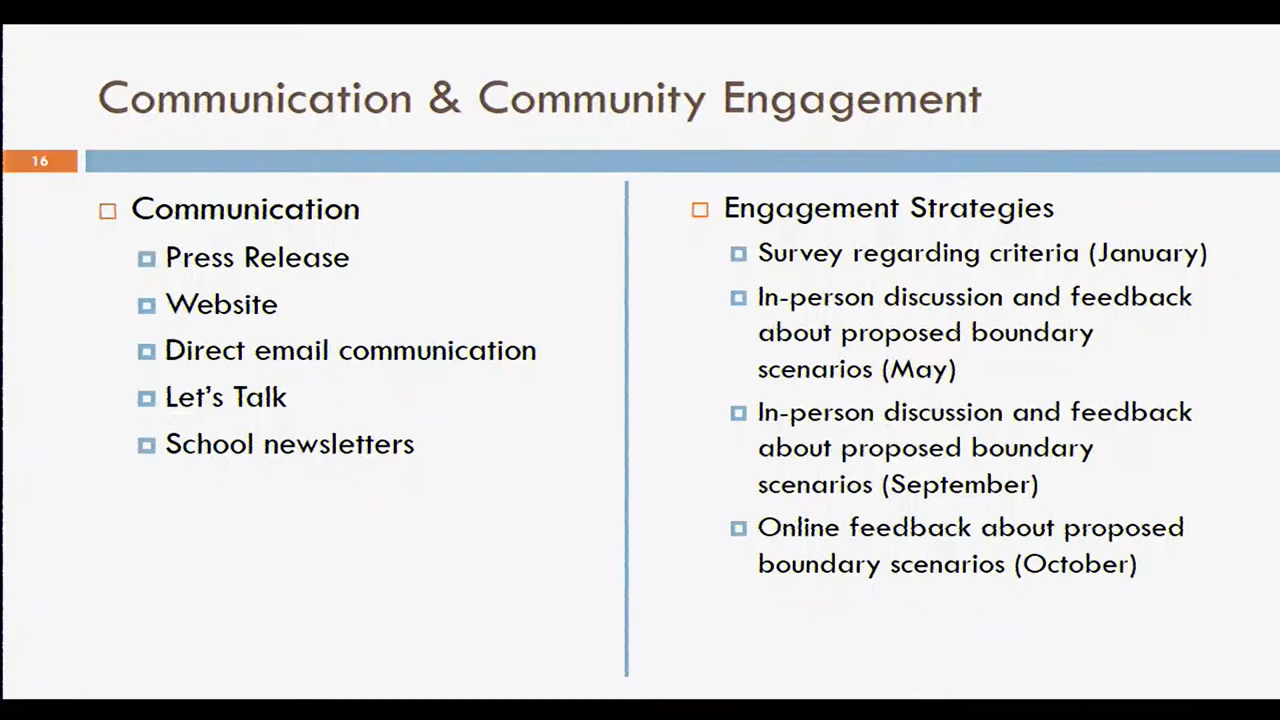 Communication & Community Engagement
16
Communication
Press Release
Website
Direct email communication
Let's Talk
School newsletters
Engagement Strategies
Survey regarding criteria (January)
In-person discussion and feedback
about proposed boundary
scenarios (May)
In-person discussion and feedback
about proposed boundary
scenarios (September)
Online feedback about proposed
boundary scenarios (October)